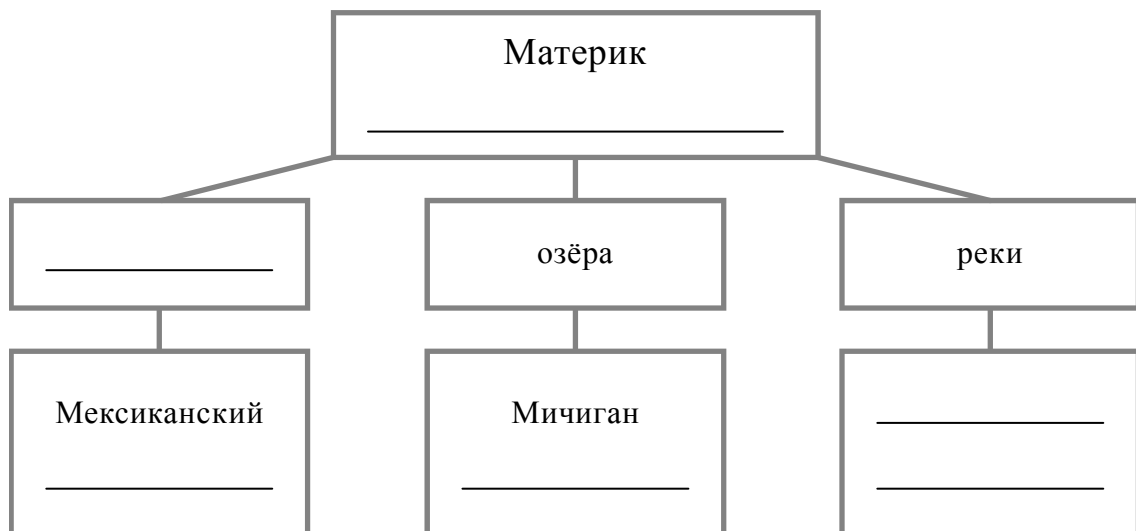 Материк
озёра
реки
Мексиканский
Мичиган